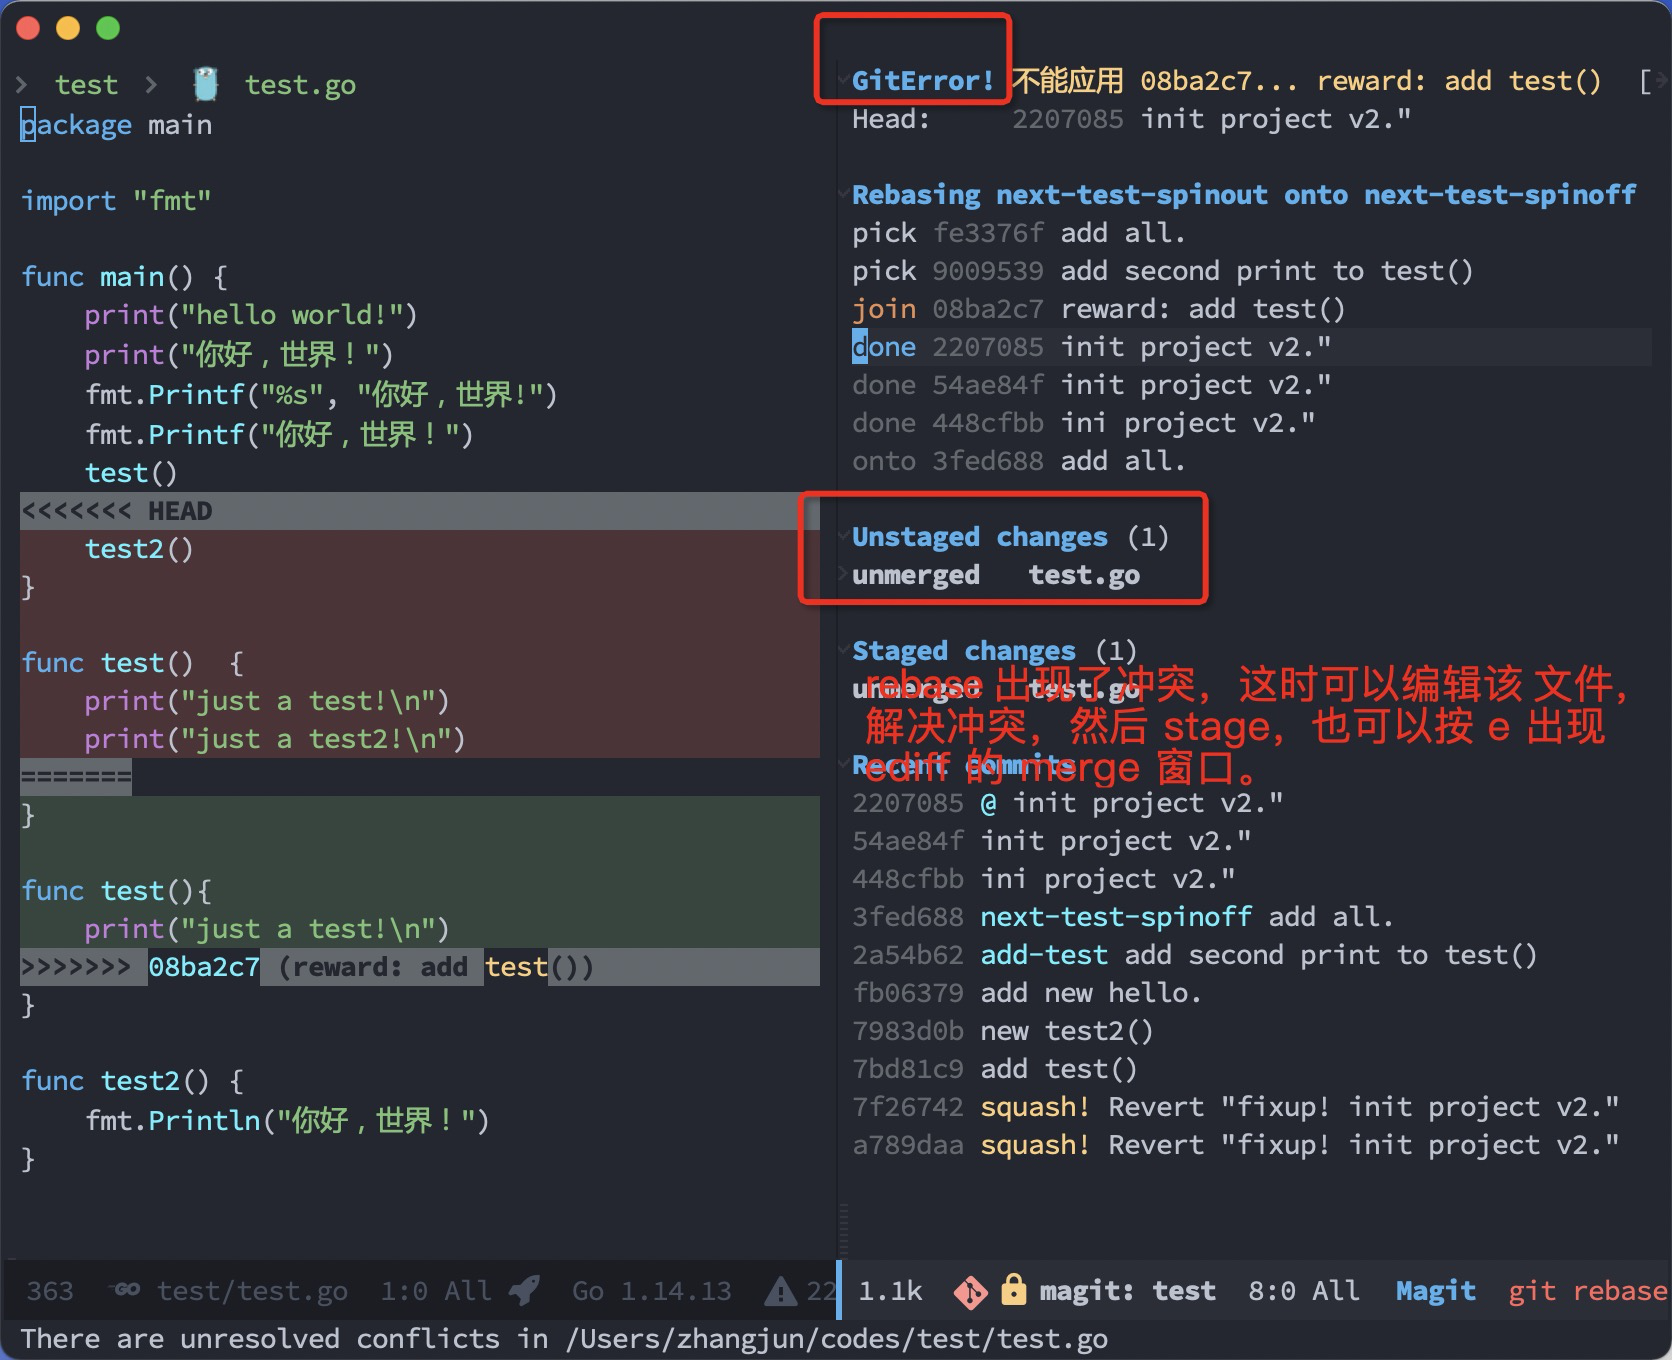 > test > test.go
package main
import "fmt"
func main() {
print("hello world!")
print("你好，世界！")
fmt.Printf("%s", "你好，世界!")
fmt.Printf("你好，世界！")
test()
<<<<<<< HEAD
test2()
}
func test()  {
print("just a test!\n")
print("just a test2!\n")
=======
}
func test(){
print("just a test!\n")
>>>>>>> 08ba2c7 (reward: add test())
}
func test2() {
fmt.Println("你好，世界！")
}
363 test/test.go 1:0 All Go 1.14.13 22
GitError! 不能应用 08ba2c7... reward: add test() [
Head: 2207085 init project v2."
Rebasing next-test-spinout onto next-test-spinoff
pick fe3376f add all.
pick 9009539 add second print to test()
join 08ba2c7 reward: add test()
done 2207085 init project v2."
done 54ae84f init project v2."
done 448cfbb ini project v2."
onto 3fed688 add all.
Unstaged changes (1)
unmerged test.go
Staged changes (1)
unmerged test.go
rebase 出现了冲突，这时可以编辑该 文件，
解决冲突，然后 stage，也可以按 e 出现
ediff 的 merge 窗口。
Recent commits
2207085 @ init project v2."
54ae84f init project v2."
448cfbb ini project v2."
3fed688 next-test-spinoff add all.
2a54b62 add-test add second print to test()
fb06379 add new hello.
7983d0b new test2()
7bd81c9 add test()
7f26742 squash! Revert "fixup! init project v2."
a789daa squash! Revert "fixup! init project v2."
1.1k magit: test 8:0 All Magit git rebase
There are unresolved conflicts in /Users/zhangjun/codes/test/test.go